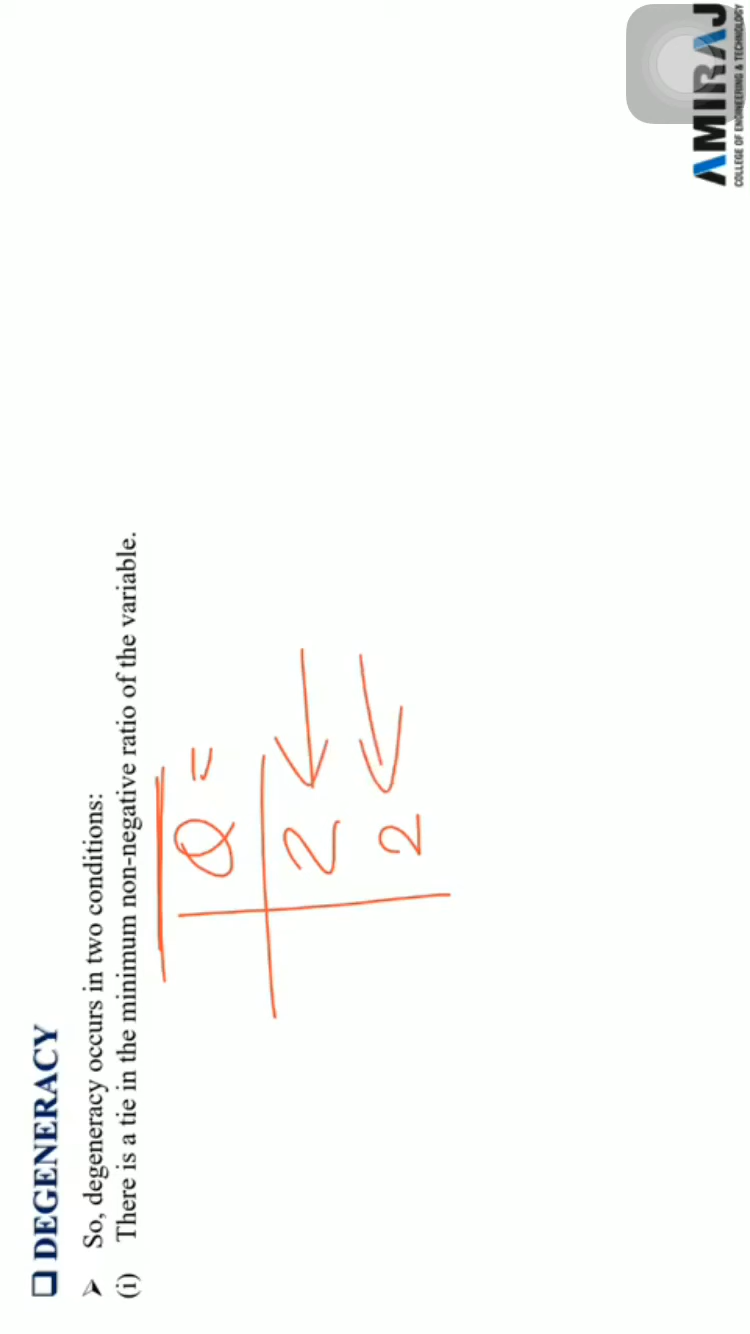 ❑ DEGENERACY
➤ So, degeneracy occurs in two conditions:
(i) There is a tie in the minimum non-negative ratio of the variable.
Q =
2
2
AMIRAJ
COLLEGE OF ENGINEERING & TECHNOLOGY